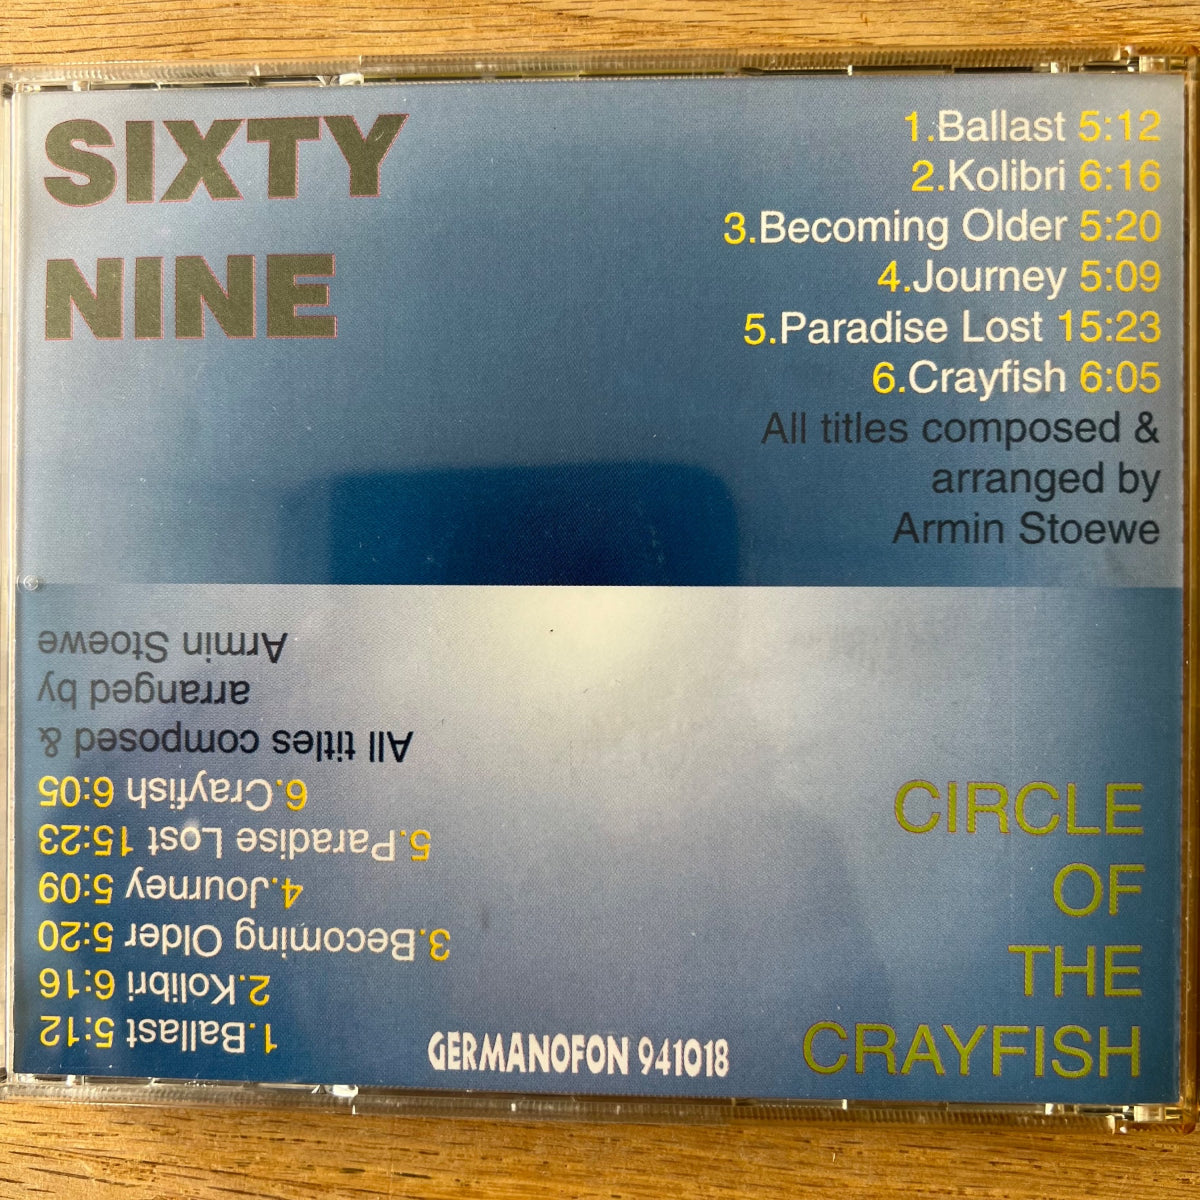 SIXTY
NINE
1.Ballast 5:12
2.Kolibri 6:16
3.Becoming Older 5:20
4.Journey 5:09
5.Paradise Lost 15:23
6.Crayfish 6:05
All titles composed &
arranged by
Armin Stoewe
1.Ballast 5:12
2.Kolibri 6:16
3.Becoming Older 5:20
4.Journey 5:09
5.Paradise Lost 15:23
6.Crayfish 6:05
All titles composed &
arranged by
Armin Stoewe
CIRCLE
OF
THE
CRAYFISH
GERMANOFON 941018